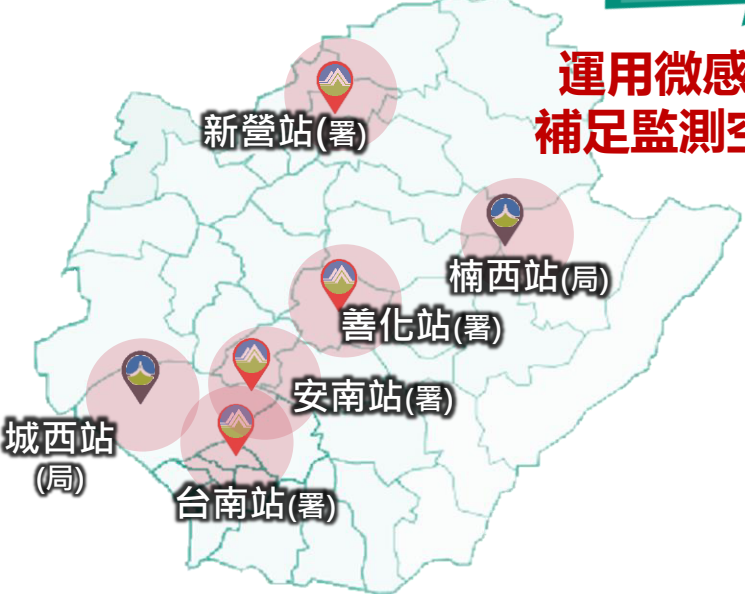 運用微感
補足監測空
新營站(署)
楠西站(局)
善化站(署)
安南站(署)
城西站
(局)
台南站(署)